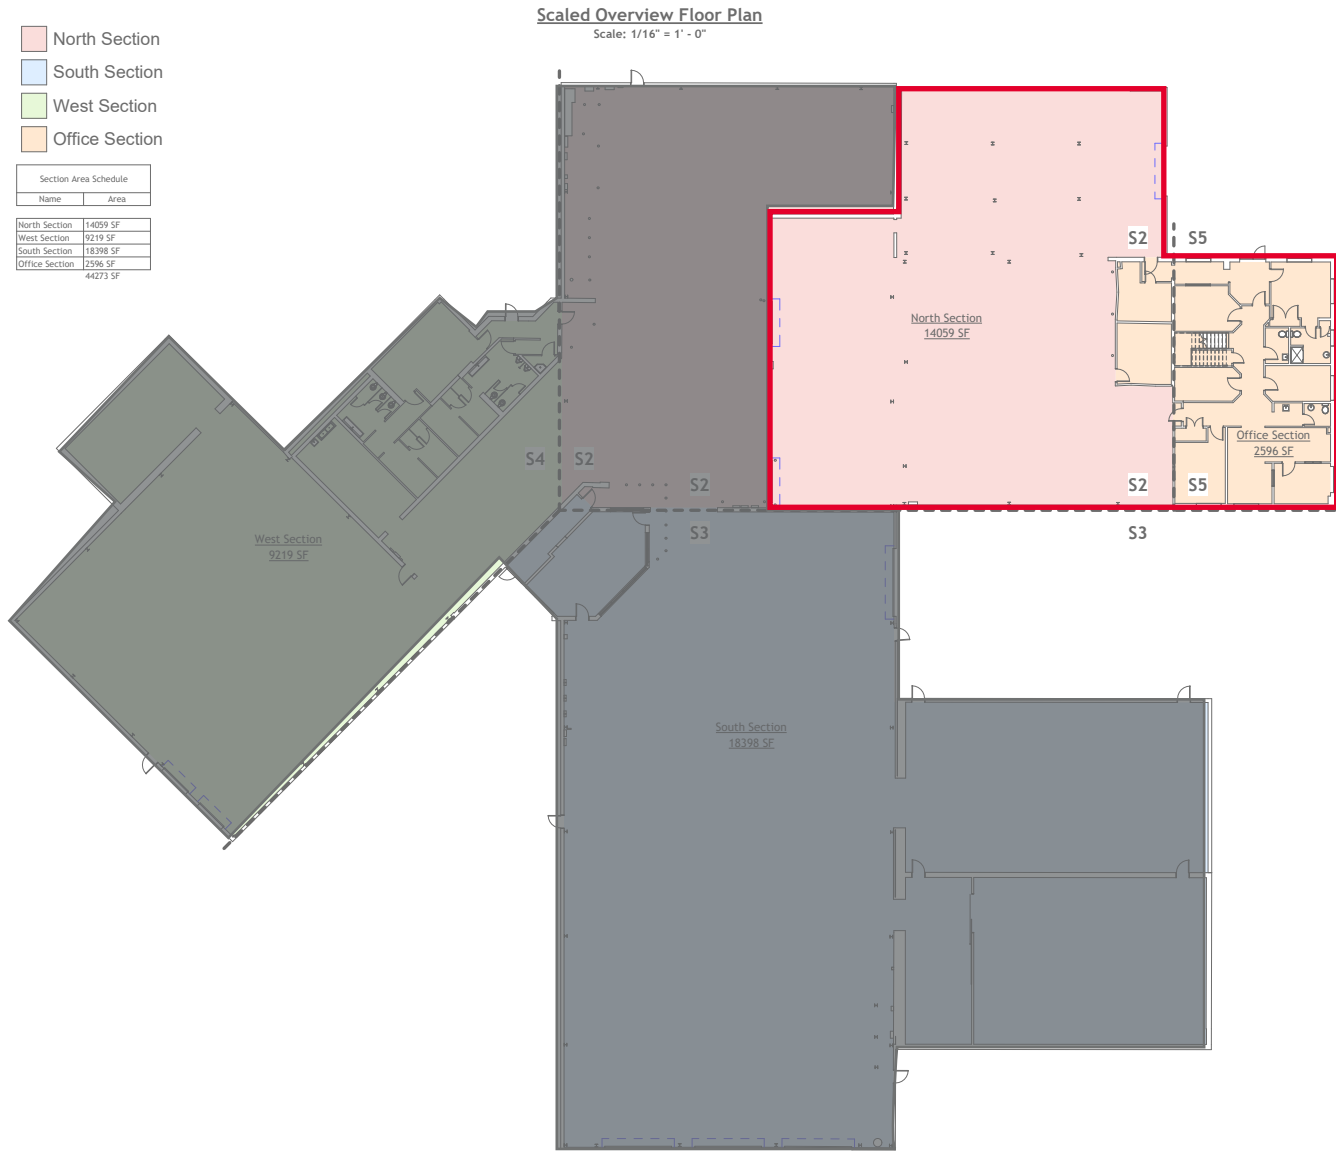 Scaled Overview Floor Plan
Scale: 1/16" = 1' - 0"
North Section
South Section
West Section
Office Section
Section Area Schedule
Name Area
North Section 14059 SF
West Section 9219 SF
South Section 18398 SF
Office Section 2596 SF
44273 SF
S2 S5
North Section
14059 SF
Office Section
2596 SF
S4 S2
S2
S2 S5
S3
S3
West Section
9219 SF
South Section
18398 SF